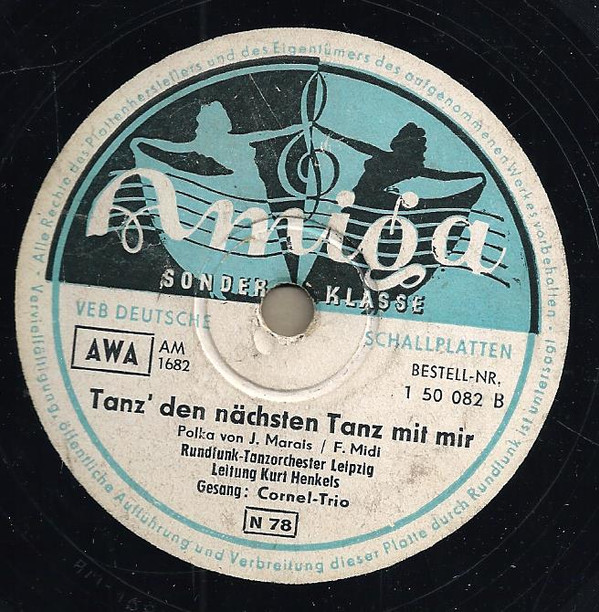 Alle Rechte des Plattenherstellers und des Eigentümers des aufgenommenen Werkes vorbehalten -
Amiga
SONDER KLASSE
VEB DEUTSCHE SCHALLPLATTEN
AWA
AM
1682
BESTELL-NR.
1 50 082 B
Tanz' den nächsten Tanz mit mir
Polka von J. Marais / F. Midi
Rundfunk-Tanzorchester Leipzig
Leitung Kurt Henkels
Gesang: Cornel-Trio
N 78
- Vervielfältigung, öffentliche Aufführung und Verbreitung dieser Platte durch Rundfunk ist untersagt -